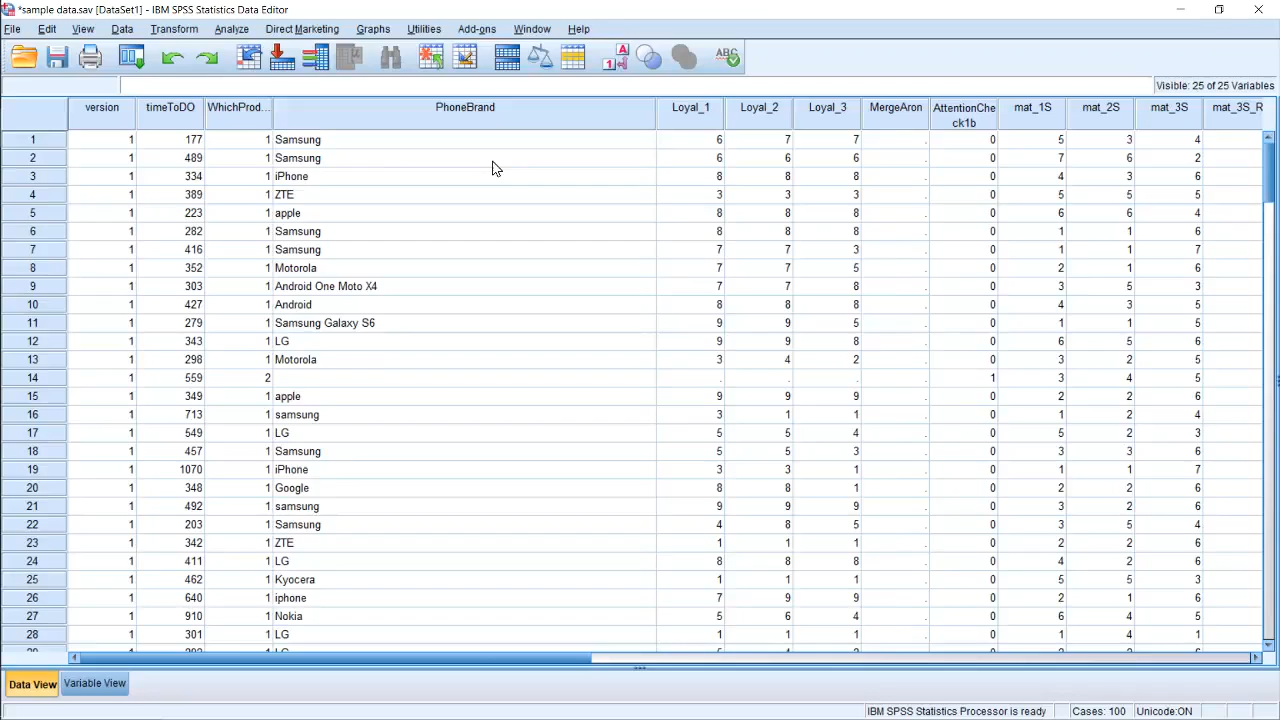 *sample data.sav [DataSet1] - IBM SPSS Statistics Data Editor
File Edit View Data Transform Analyze Direct Marketing Graphs Utilities Add-ons Window Help
Visible: 25 of 25 Variables
version timeToDO WhichProd... PhoneBrand Loyal_1 Loyal_2 Loyal_3 MergeAron AttentionChe ck1b mat_1S mat_2S mat_3S mat_3S_R
1 1 177 1 Samsung 6 7 7 . 0 5 3 4
2 1 489 1 Samsung 6 6 6 . 0 7 6 2
3 1 334 1 iPhone 8 8 8 . 0 4 3 6
4 1 389 1 ZTE 3 3 3 . 0 5 5 5
5 1 223 1 apple 8 8 8 . 0 6 6 4
6 1 282 1 Samsung 8 8 8 . 0 1 1 6
7 1 416 1 Samsung 7 7 3 . 0 1 1 7
8 1 352 1 Motorola 7 7 5 . 0 2 1 6
9 1 303 1 Android One Moto X4 7 7 8 . 0 3 5 3
10 1 427 1 Android 8 8 8 . 0 4 3 5
11 1 279 1 Samsung Galaxy S6 9 9 5 . 0 1 1 5
12 1 343 1 LG 9 9 8 . 0 6 5 6
13 1 298 1 Motorola 3 4 2 . 0 3 2 5
14 1 559 2 . . . 1 3 4 5
15 1 349 1 apple 9 9 9 . 0 2 2 6
16 1 713 1 samsung 3 1 1 . 0 1 2 4
17 1 549 1 LG 5 5 4 . 0 5 2 3
18 1 457 1 Samsung 5 5 3 . 0 3 3 6
19 1 1070 1 iPhone 3 3 1 . 0 1 1 7
20 1 348 1 Google 8 8 1 . 0 2 2 6
21 1 492 1 samsung 9 9 9 . 0 3 2 6
22 1 203 1 Samsung 4 8 5 . 0 3 5 4
23 1 342 1 ZTE 1 1 1 . 0 2 2 6
24 1 411 1 LG 8 8 8 . 0 4 2 6
25 1 462 1 Kyocera 1 1 1 . 0 5 5 3
26 1 640 1 iphone 7 9 9 . 0 2 1 6
27 1 910 1 Nokia 5 6 4 . 0 6 4 5
28 1 301 1 LG 1 1 1 . 0 1 4 1
Data View Variable View
IBM SPSS Statistics Processor is ready Cases: 100 Unicode:ON